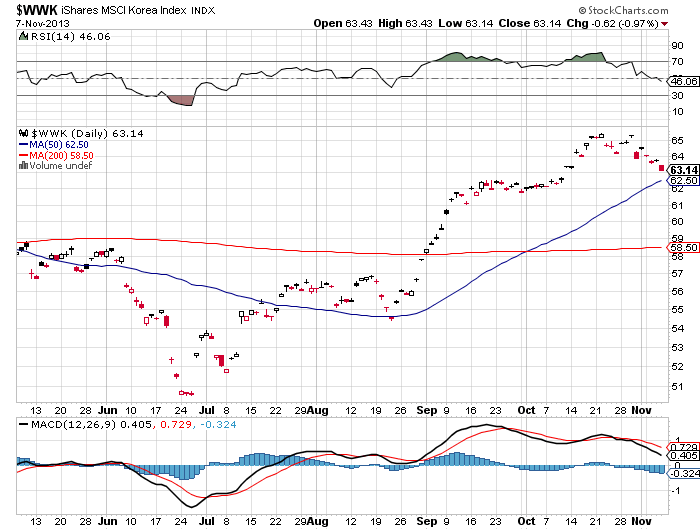 $WWK iShares MSCI Korea Index INDX © StockCharts.com
7-Nov-2013 Open 63.43 High 63.43 Low 63.14 Close 63.14 Chg -0.62 (-0.97%)
RSI(14) 46.06
90
70
50
46.06
30
10
$WWK (Daily) 63.14
MA(50) 62.50
MA(200) 58.50
Volume undef
65
64
63.14
62.50
62
61
60
59
58.50
58
57
56
55
54
53
52
51
13 20 28 Jun 10 17 24 Jul 8 15 22 Aug 12 19 26 Sep 9 16 23 Oct 7 14 21 28 Nov
MACD(12,26,9) 0.405, 0.729, -0.324
1
0.729
0.405
0
-0.324
-1
13 20 28 Jun 10 17 24 Jul 8 15 22 Aug 12 19 26 Sep 9 16 23 Oct 7 14 21 28 Nov